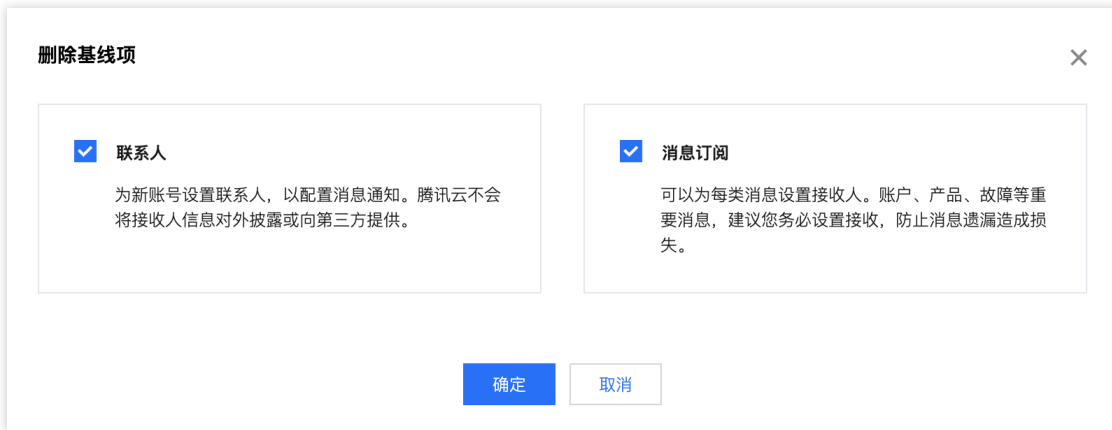 删除基线项
联系人
为新账号设置联系人，以配置消息通知。腾讯云不会
将接收人信息对外披露或向第三方提供。
消息订阅
可以为每类消息设置接收人。账户、产品、故障等重
要消息，建议您务必设置接收，防止消息遗漏造成损
失。
确定
取消